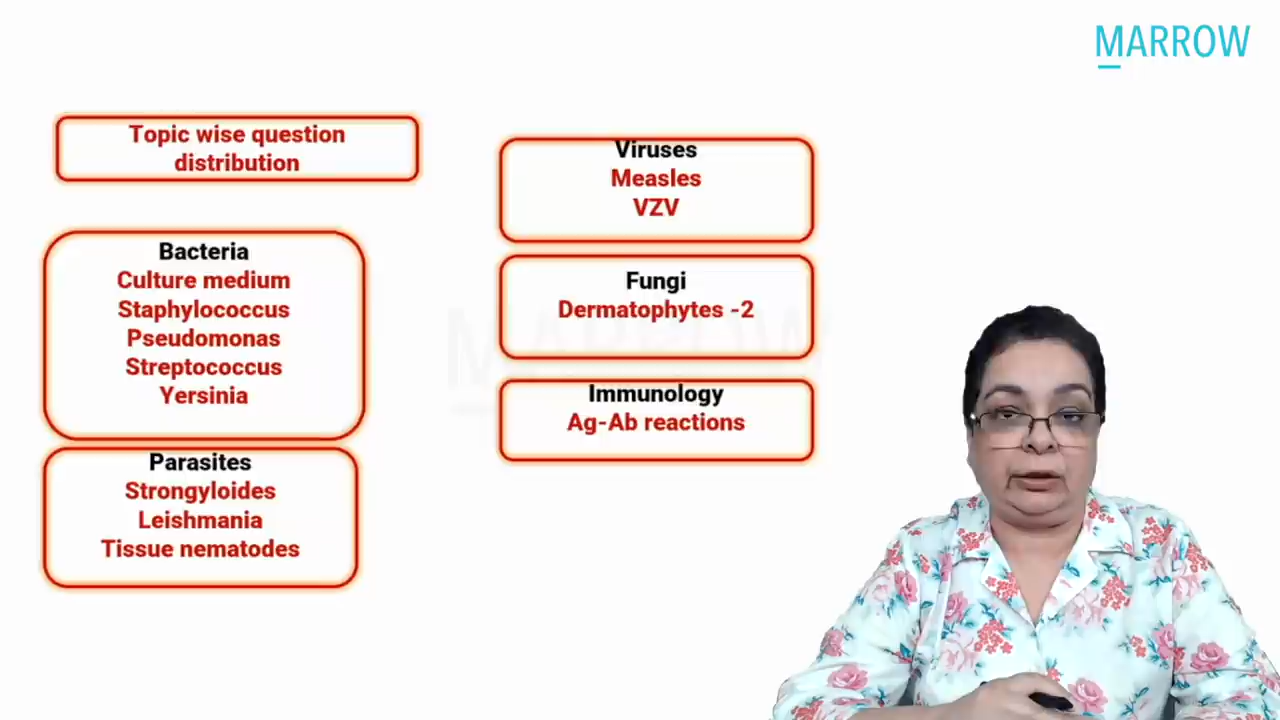 MARROW
Topic wise question
distribution
Bacteria
Culture medium
Staphylococcus
Pseudomonas
Streptococcus
Yersinia
Parasites
Strongyloides
Leishmania
Tissue nematodes
Viruses
Measles
VZV
Fungi
Dermatophytes -2
Immunology
Ag-Ab reactions
MARROW